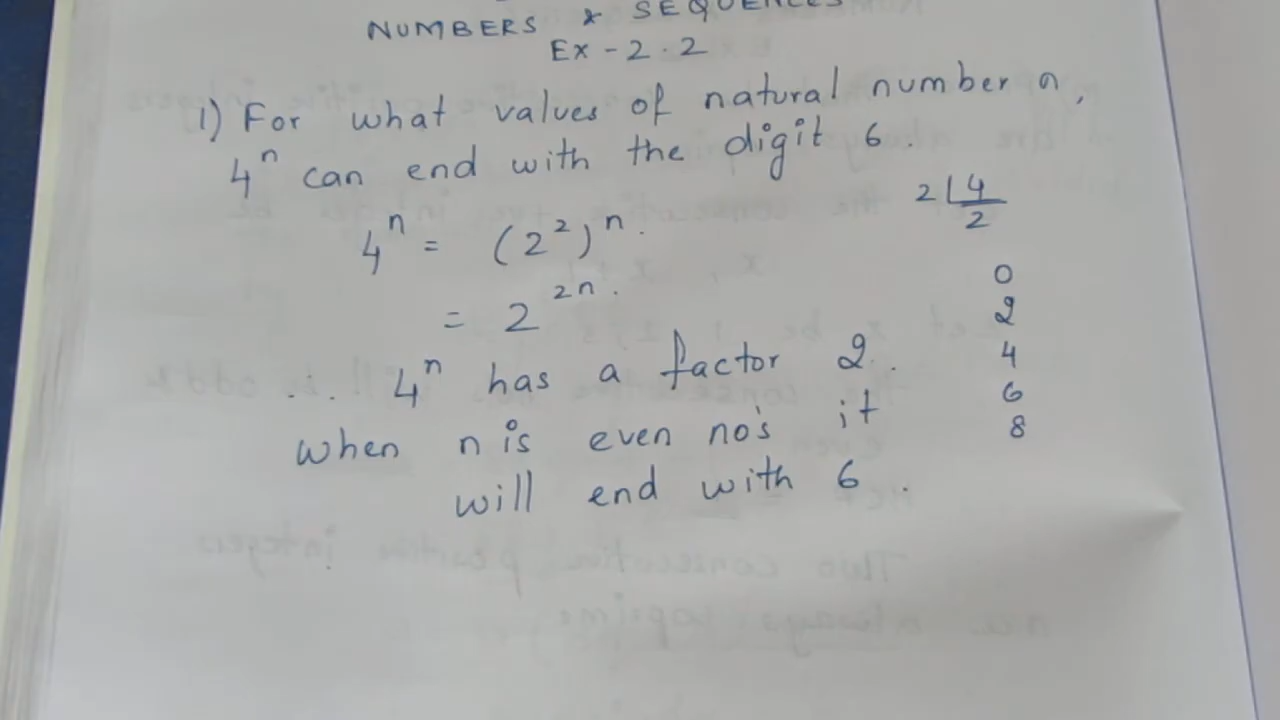 NUMBERS & SEQUENCES
Ex - 2.2
1) For what values of natural number n,
4ⁿ can end with the digit 6.
2 | 4
2
4ⁿ = (2²)ⁿ.
= 2²ⁿ.
0
2
4
6
8
∴ 4ⁿ has a factor 2.
when n is even no's it
will end with 6.